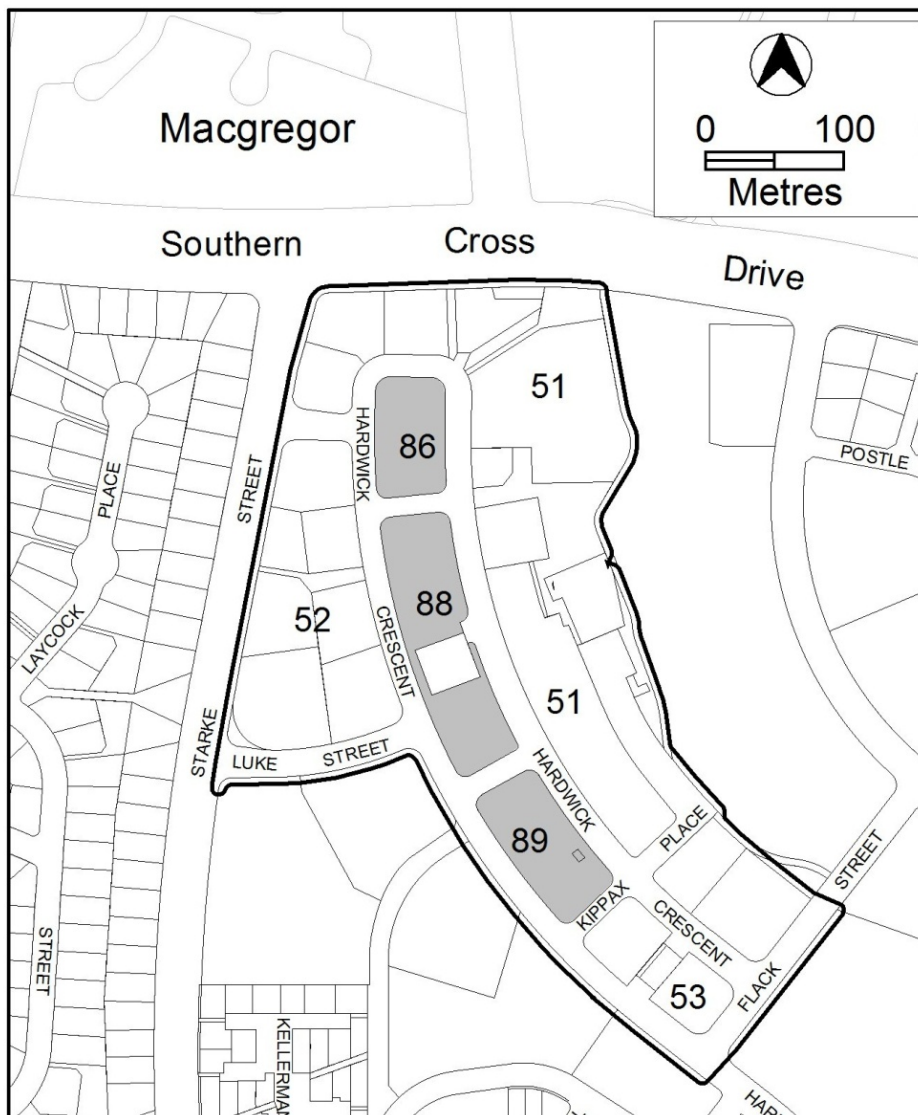 Macgregor
0 100
Metres
Southern Cross Drive
51
HARDWICK
86
POSTLE
PLACE
STREET
88
52
CRESCENT
LAYCOCK
51
STARKE
LUKE STREET
HARDWICK
PLACE
89
STREET
KIPPAX
CRESCENT
STREET
53
FLACK
KELLERMAN